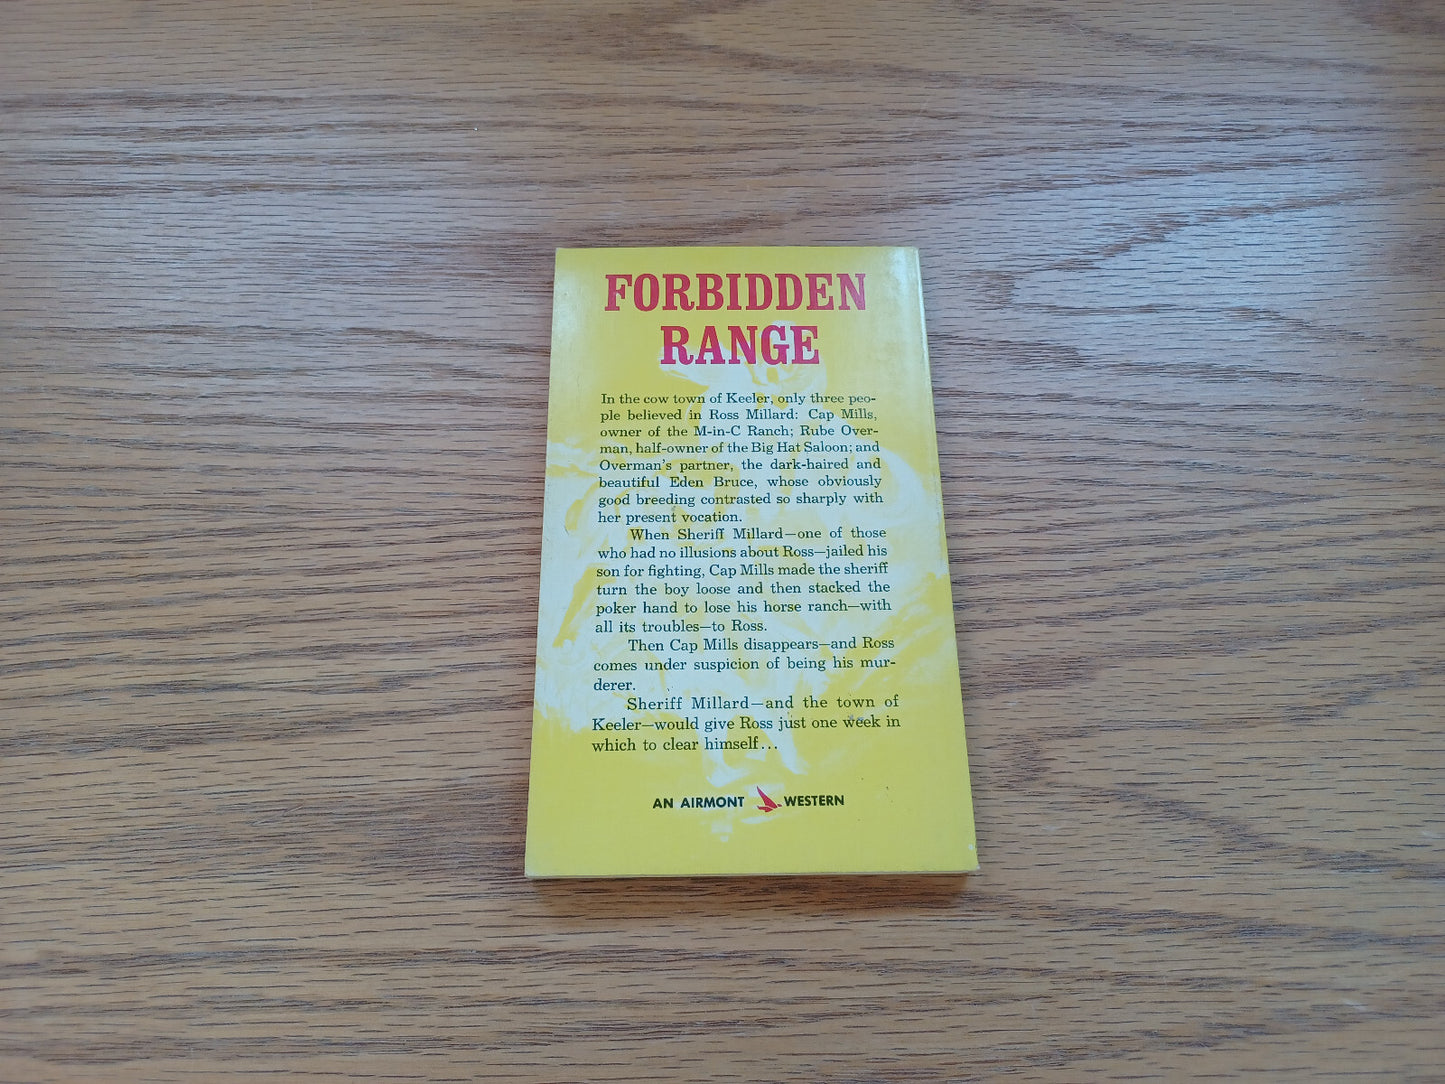 FORBIDDEN
RANGE
In the cow town of Keeler, only three peo-
ple believed in Ross Millard: Cap Mills,
owner of the M-in-C Ranch; Rube Over-
man, half-owner of the Big Hat Saloon; and
Overman's partner, the dark-haired and
beautiful Eden Bruce, whose obviously
good breeding contrasted so sharply with
her present vocation.
When Sheriff Millard—one of those
who had no illusions about Ross—jailed his
son for fighting, Cap Mills made the sheriff
turn the boy loose and then stacked the
poker hand to lose his horse ranch—with
all its troubles—to Ross.
Then Cap Mills disappears—and Ross
comes under suspicion of being his mur-
derer.
Sheriff Millard—and the town of
Keeler—would give Ross just one week in
which to clear himself...
AN AIRMONT WESTERN